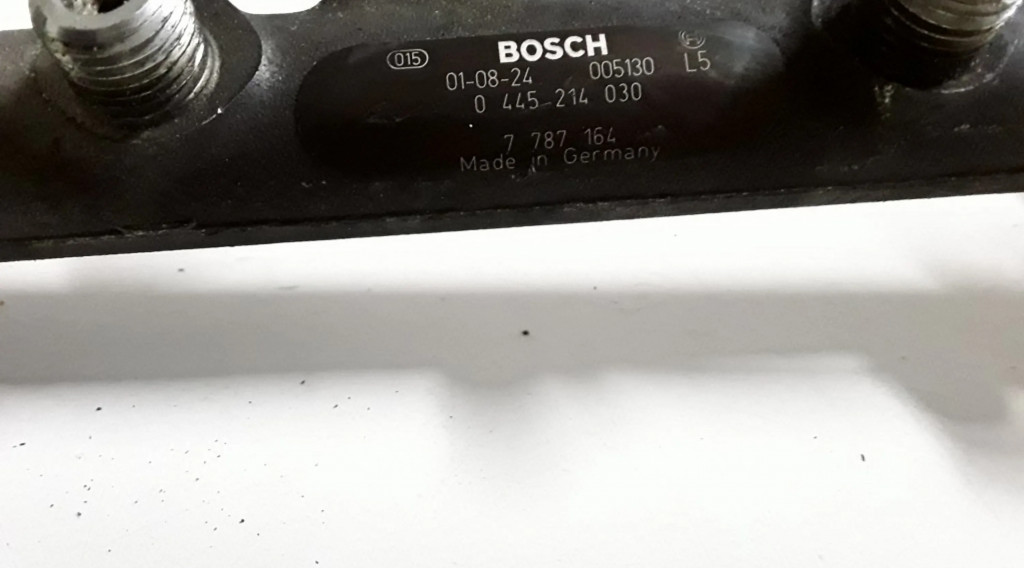 015 BOSCH
01-08-24 005130 L5
0 445-214 030
7 787 164
Made in Germany